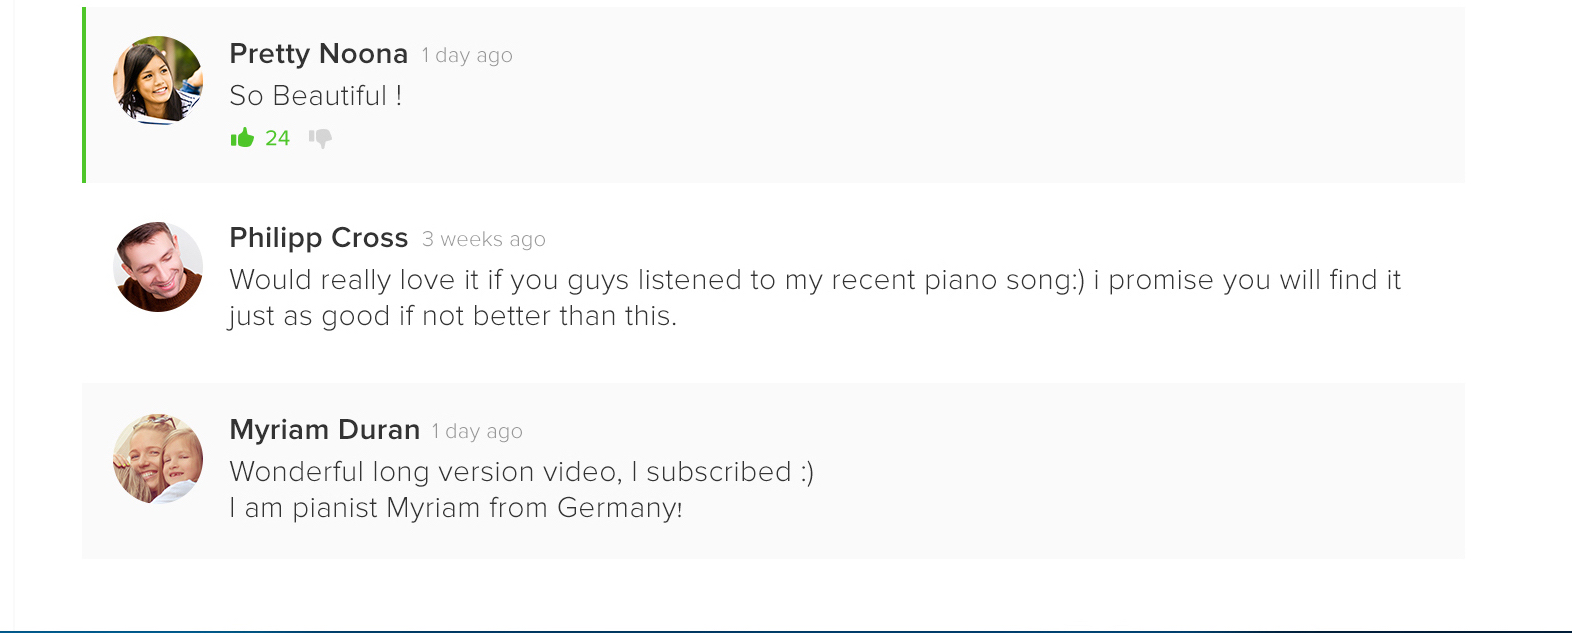 Pretty Noona 1 day ago
So Beautiful !
24
Philipp Cross 3 weeks ago
Would really love it if you guys listened to my recent piano song:) i promise you will find it
just as good if not better than this.
Myriam Duran 1 day ago
Wonderful long version video, I subscribed :)
I am pianist Myriam from Germany!